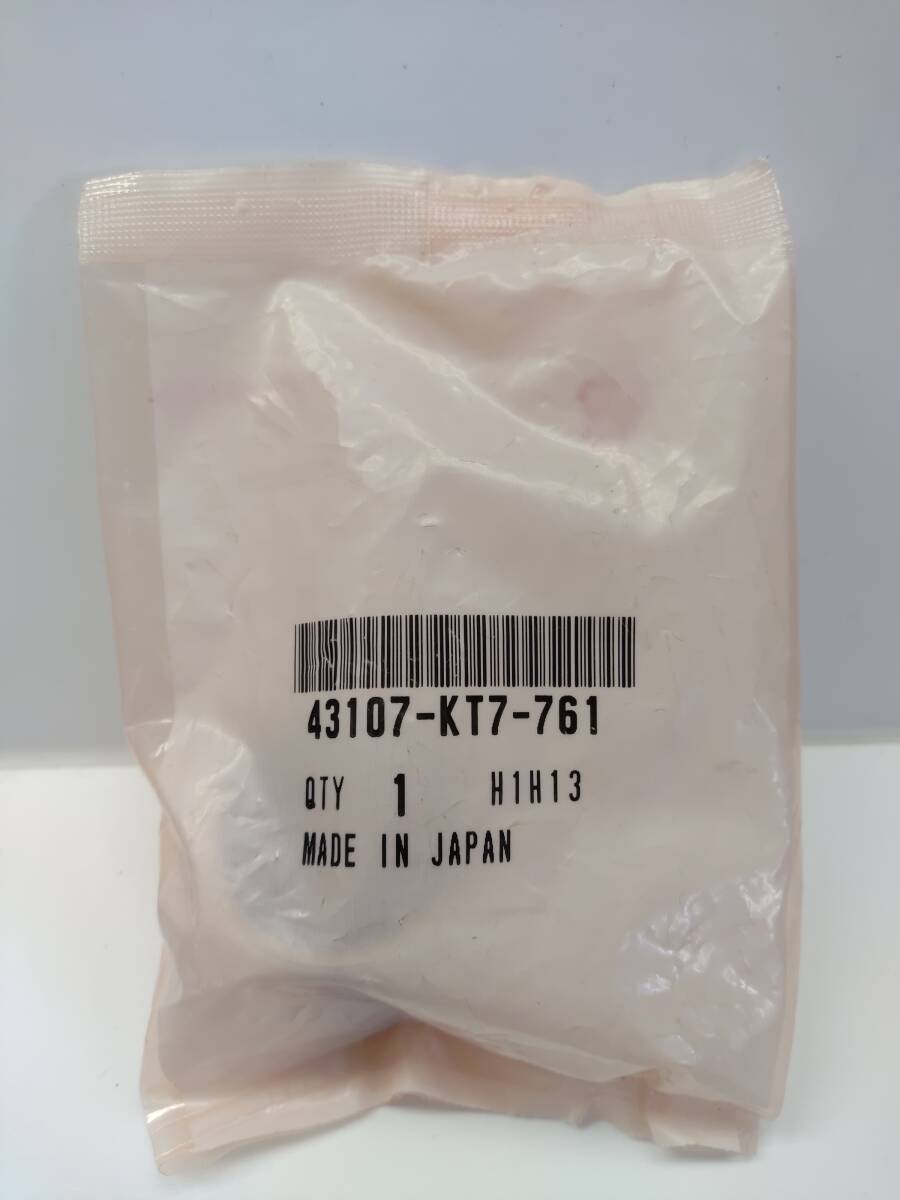 43107-KT7-761
QTY 1 H1H13
MADE IN JAPAN